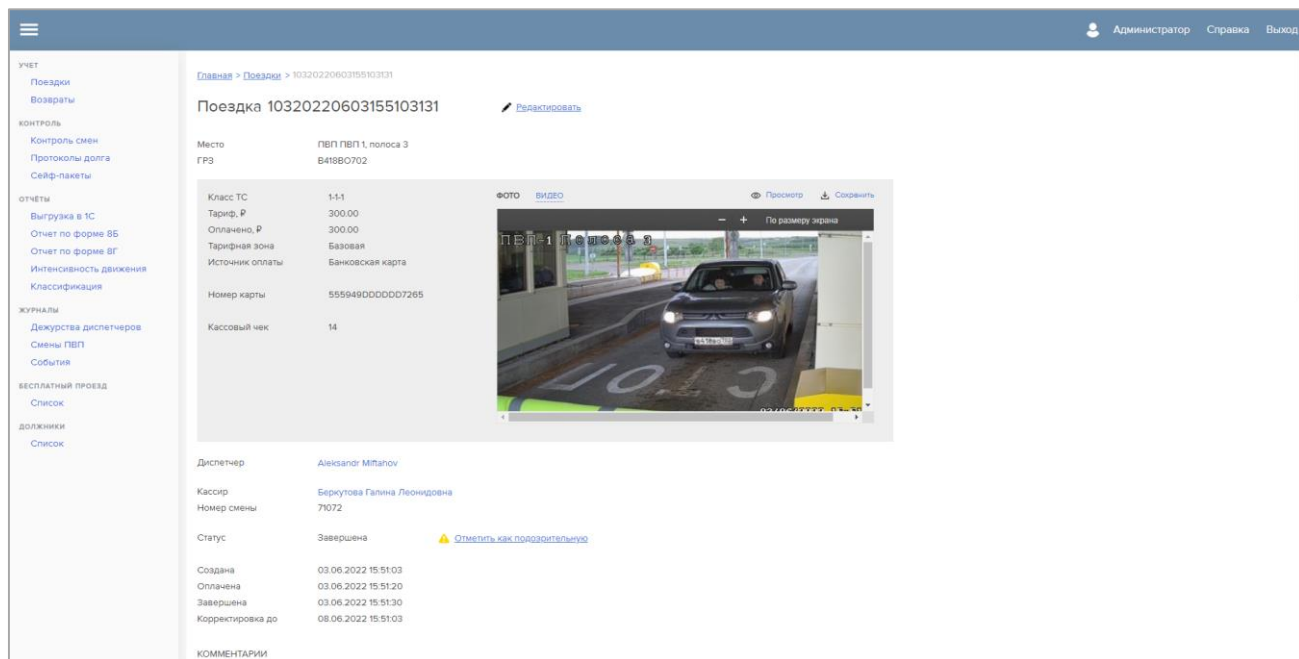 Администратор Справка Выход
УЧЕТ
Поездки
Возвраты
КОНТРОЛЬ
Контроль смен
Протоколы долга
Сейф-пакеты
ОТЧЁТЫ
Выгрузка в 1С
Отчет по форме 8Б
Отчет по форме 8Г
Интенсивность движения
Классификация
ЖУРНАЛЫ
Дежурства диспетчеров
Смены ПВП
События
БЕСПЛАТНЫЙ ПРОЕЗД
Список
ДОЛЖНИКИ
Список
Главная > Поездки > 10320220603155103131
Поездка 10320220603155103131 Редактировать
Место ПВП ПВП 1, полоса 3
ГРЗ В418ВО702
Класс ТС 1-1-1
Тариф, ₽ 300.00
Оплачено, ₽ 300.00
Тарифная зона Базовая
Источник оплаты Банковская карта
Номер карты 555949DDDDDD7265
Кассовый чек 14
ФОТО ВИДЕО Просмотр Сохранить
− + По размеру экрана
ПВП-1 Полоса 3
СТОП
Диспетчер Aleksandr Miftahov
Кассир Беркутова Галина Леонидовна
Номер смены 71072
Статус Завершена Отметить как подозрительную
Создана 03.06.2022 15:51:03
Оплачена 03.06.2022 15:51:20
Завершена 03.06.2022 15:51:30
Корректировка до 08.06.2022 15:51:03
КОММЕНТАРИИ